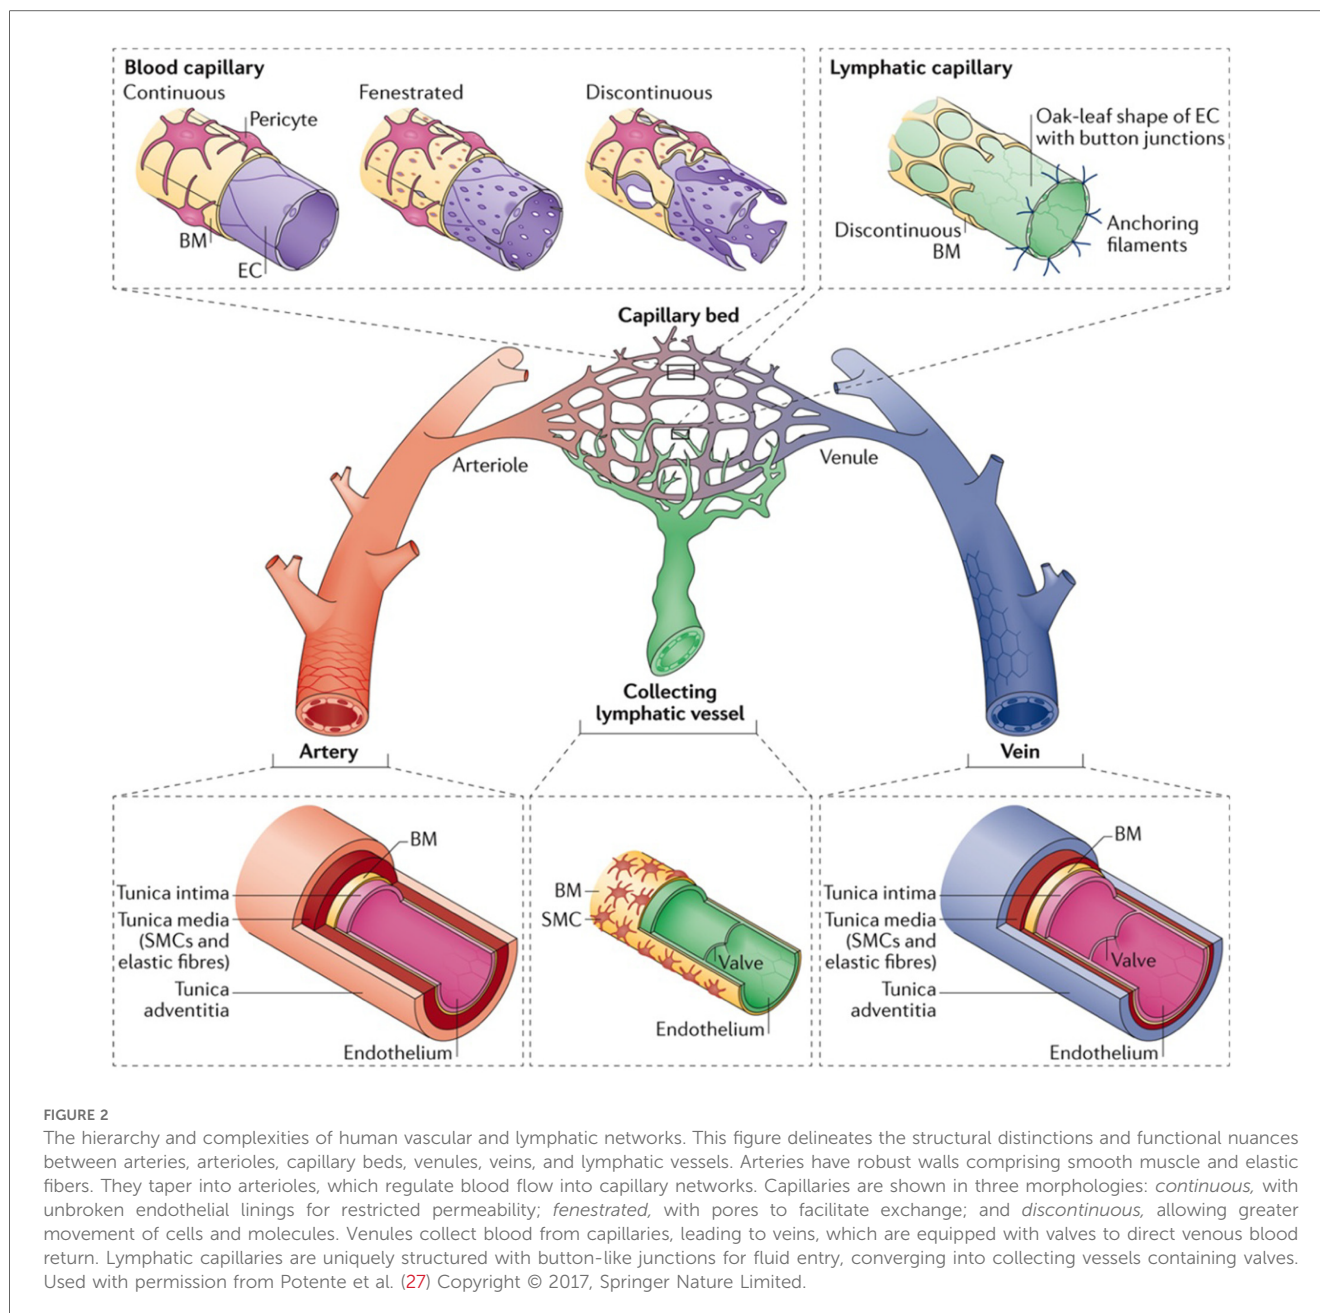 Blood capillary
Continuous
Pericyte
BM
EC
Fenestrated
Discontinuous
Lymphatic capillary
Oak-leaf shape of EC
with button junctions
Discontinuous
BM
Anchoring
filaments
Capillary bed
Arteriole
Venule
Collecting
lymphatic vessel
Artery
Vein
BM
Tunica intima
Tunica media
(SMCs and
elastic fibres)
Tunica
adventitia
Endothelium
BM
SMC
Valve
Endothelium
BM
Tunica intima
Tunica media
(SMCs and
elastic fibres)
Valve
Tunica
adventitia
Endothelium
FIGURE 2
The hierarchy and complexities of human vascular and lymphatic networks. This figure delineates the structural distinctions and functional nuances
between arteries, arterioles, capillary beds, venules, veins, and lymphatic vessels. Arteries have robust walls comprising smooth muscle and elastic
fibers. They taper into arterioles, which regulate blood flow into capillary networks. Capillaries are shown in three morphologies: continuous, with
unbroken endothelial linings for restricted permeability; fenestrated, with pores to facilitate exchange; and discontinuous, allowing greater
movement of cells and molecules. Venules collect blood from capillaries, leading to veins, which are equipped with valves to direct venous blood
return. Lymphatic capillaries are uniquely structured with button-like junctions for fluid entry, converging into collecting vessels containing valves.
Used with permission from Potente et al. (27) Copyright © 2017, Springer Nature Limited.